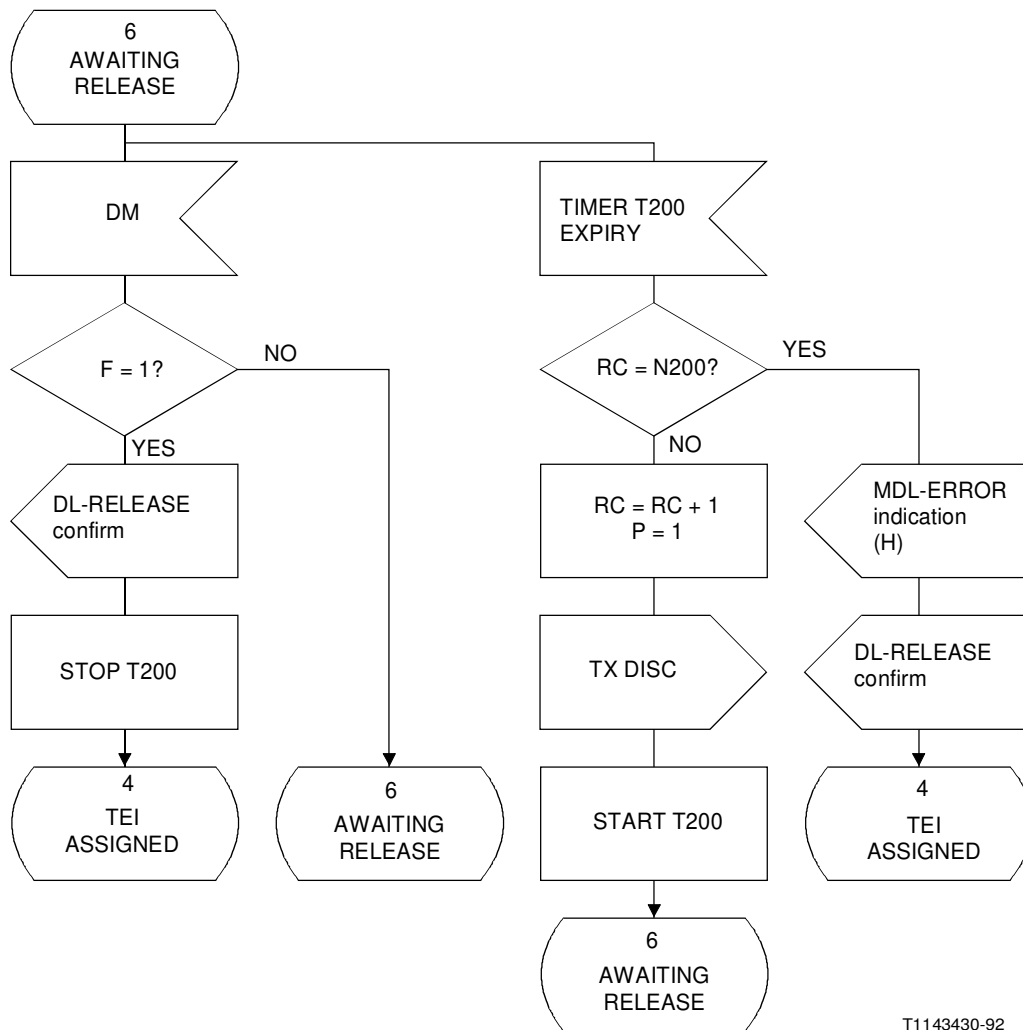 6
AWAITING
RELEASE
DM
TIMER T200
EXPIRY
F = 1?
NO
YES
RC = N200?
YES
NO
DL-RELEASE
confirm
RC = RC + 1
P = 1
MDL-ERROR
indication
(H)
STOP T200
TX DISC
DL-RELEASE
confirm
4
TEI
ASSIGNED
6
AWAITING
RELEASE
START T200
4
TEI
ASSIGNED
6
AWAITING
RELEASE
T1143430-92